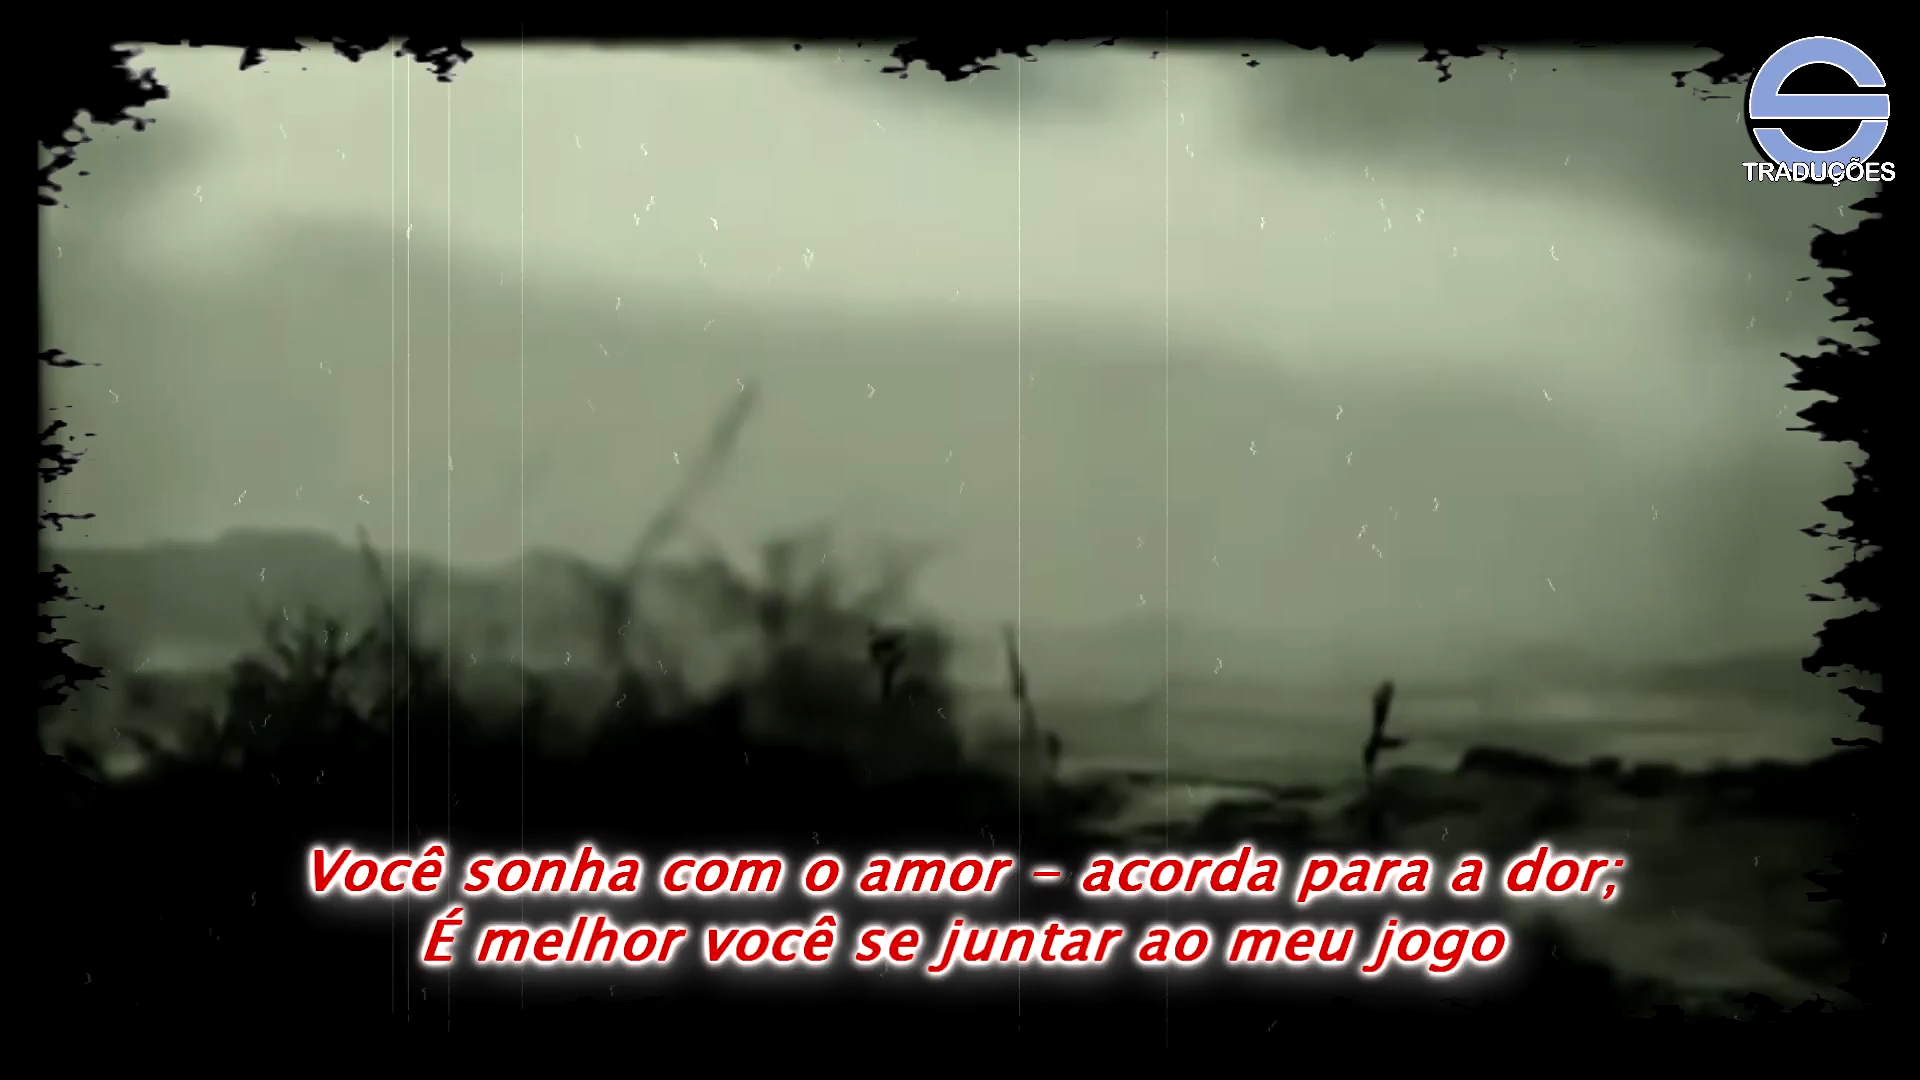 TRADUÇÕES
Você sonha com o amor – acorda para a dor;
É melhor você se juntar ao meu jogo